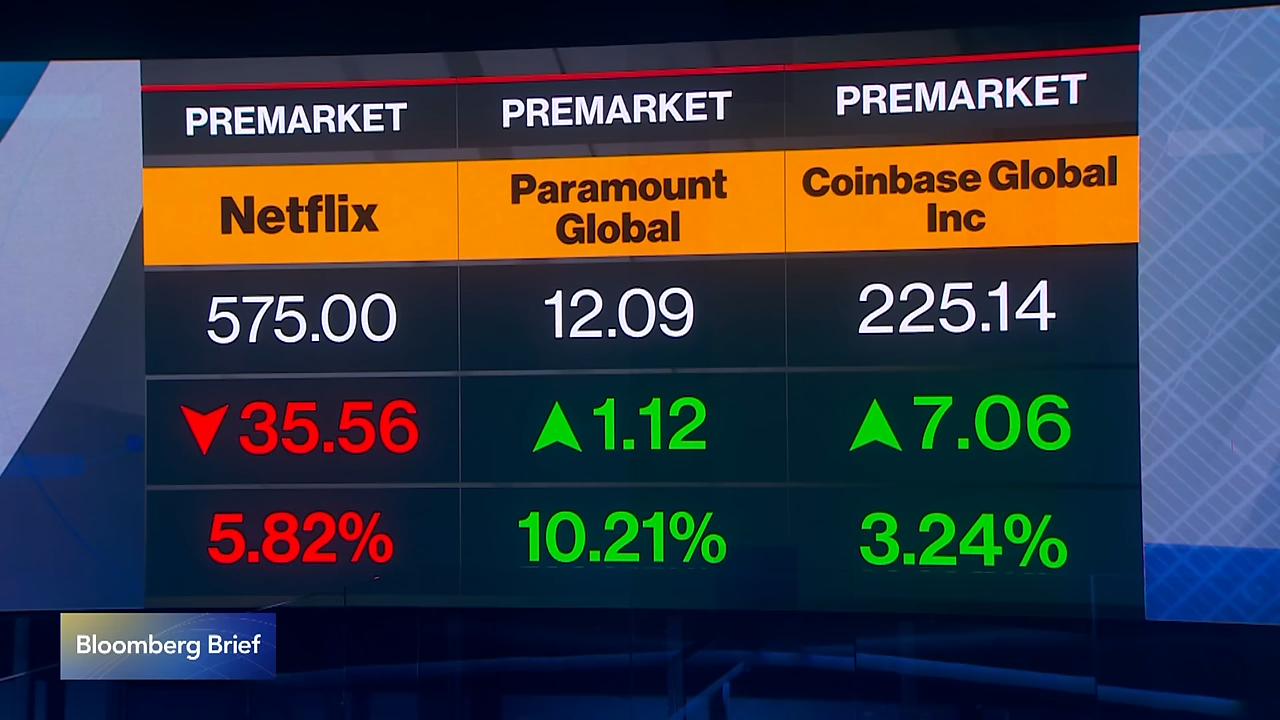 PREMARKET
PREMARKET
PREMARKET
Netflix
Paramount
Global
Coinbase Global
Inc
575.00
12.09
225.14
35.56
1.12
7.06
5.82%
10.21%
3.24%
Bloomberg Brief